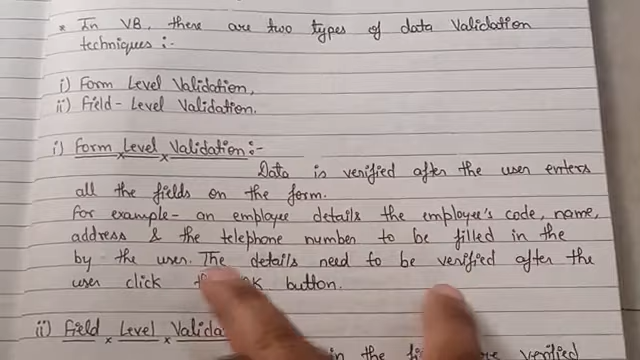 * In VB, there are two types of data Validation
techniques :-
i) Form Level Validation,
ii) Field-Level Validation.
i) Form Level Validation:-
Data is verified after the user enters
all the fields on the form.
For example- an employee details the employee's code, name,
address & the telephone number to be filled in the
by the user. The details need to be verified after the
user click button.
ii) Field Level
in the